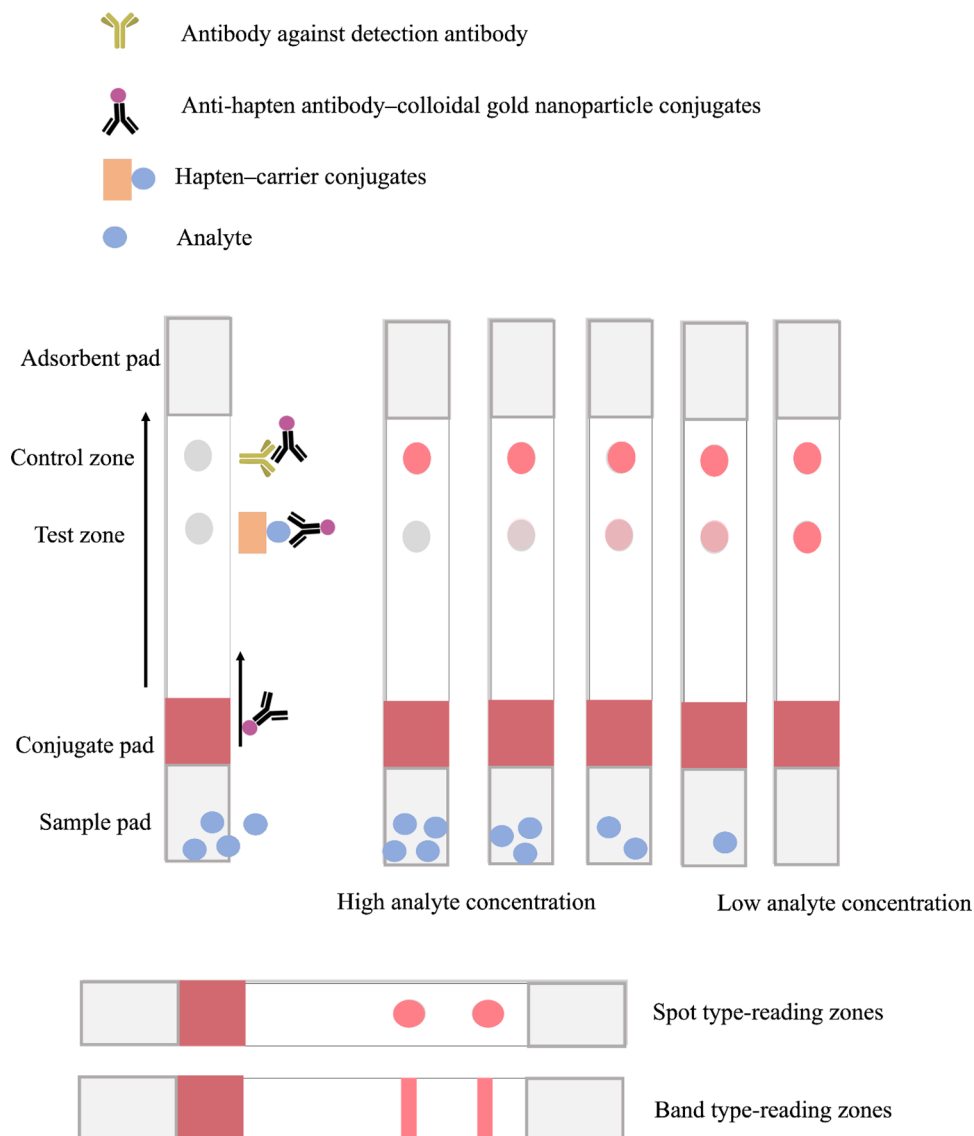 Antibody against detection antibody
Anti-hapten antibody–colloidal gold nanoparticle conjugates
Hapten–carrier conjugates
Analyte
Adsorbent pad
Control zone
Test zone
Conjugate pad
Sample pad
High analyte concentration
Low analyte concentration
Spot type-reading zones
Band type-reading zones